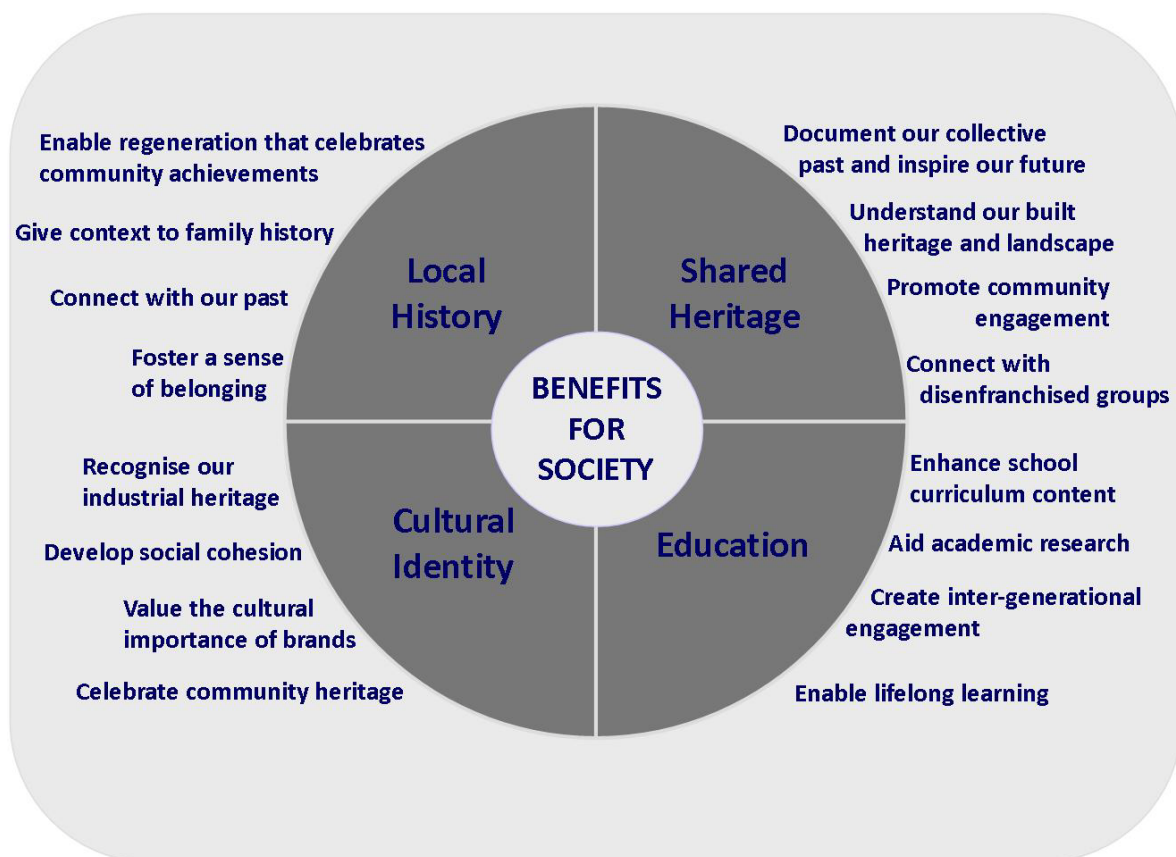 BENEFITS
FOR
SOCIETY
Local
History
Enable regeneration that celebrates
community achievements
Give context to family history
Connect with our past
Foster a sense
of belonging
Shared
Heritage
Document our collective
past and inspire our future
Understand our built
heritage and landscape
Promote community
engagement
Connect with
disenfranchised groups
Cultural
Identity
Recognise our
industrial heritage
Develop social cohesion
Value the cultural
importance of brands
Celebrate community heritage
Education
Enhance school
curriculum content
Aid academic research
Create inter-generational
engagement
Enable lifelong learning